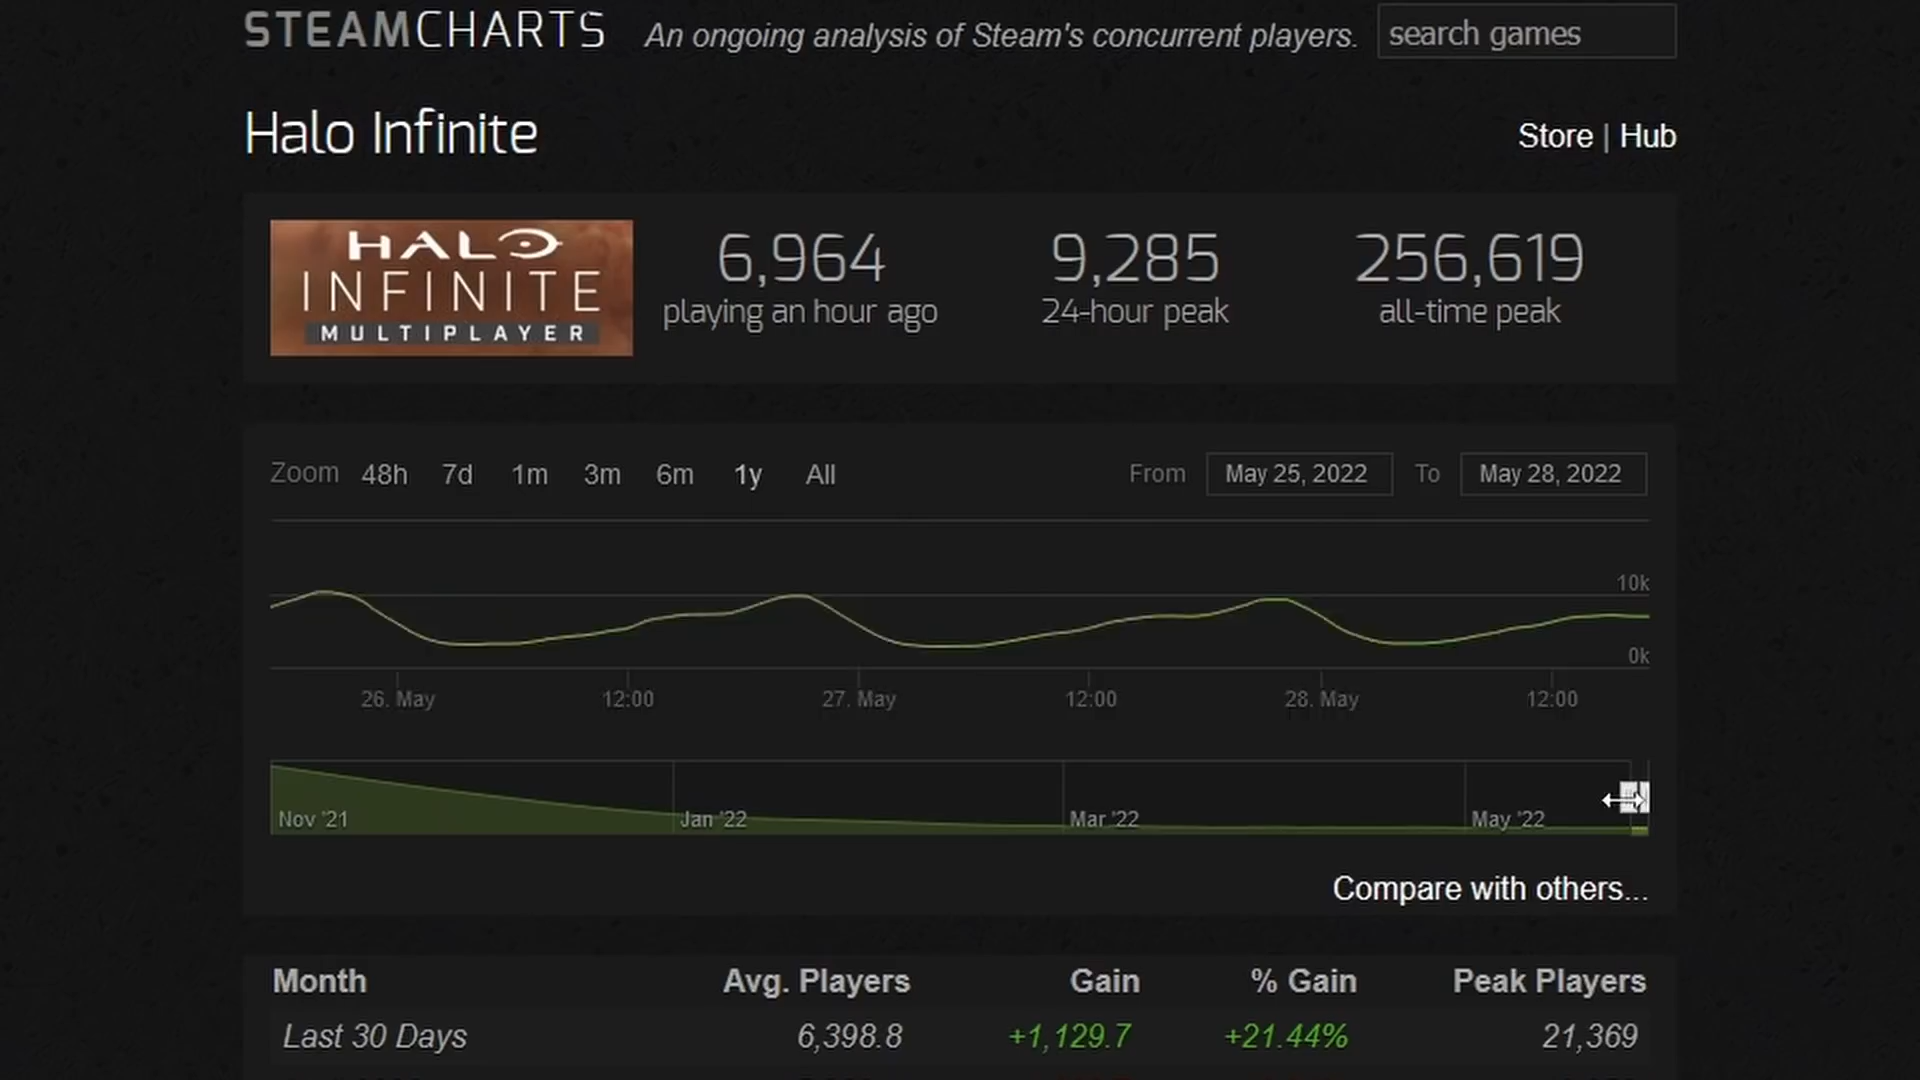 STEAMCHARTS An ongoing analysis of Steam's concurrent players. search games
Halo Infinite Store | Hub
HALO
INFINITE
MULTIPLAYER
6,964 9,285 256,619
playing an hour ago 24-hour peak all-time peak
Zoom 48h 7d 1m 3m 6m 1y All From May 25, 2022 To May 28, 2022
10k
0k
26. May 12:00 27. May 12:00 28. May 12:00
Nov '21 Jan '22 Mar '22 May '22
Compare with others...
Month Avg. Players Gain % Gain Peak Players
Last 30 Days 6,398.8 +1,129.7 +21.44% 21,369